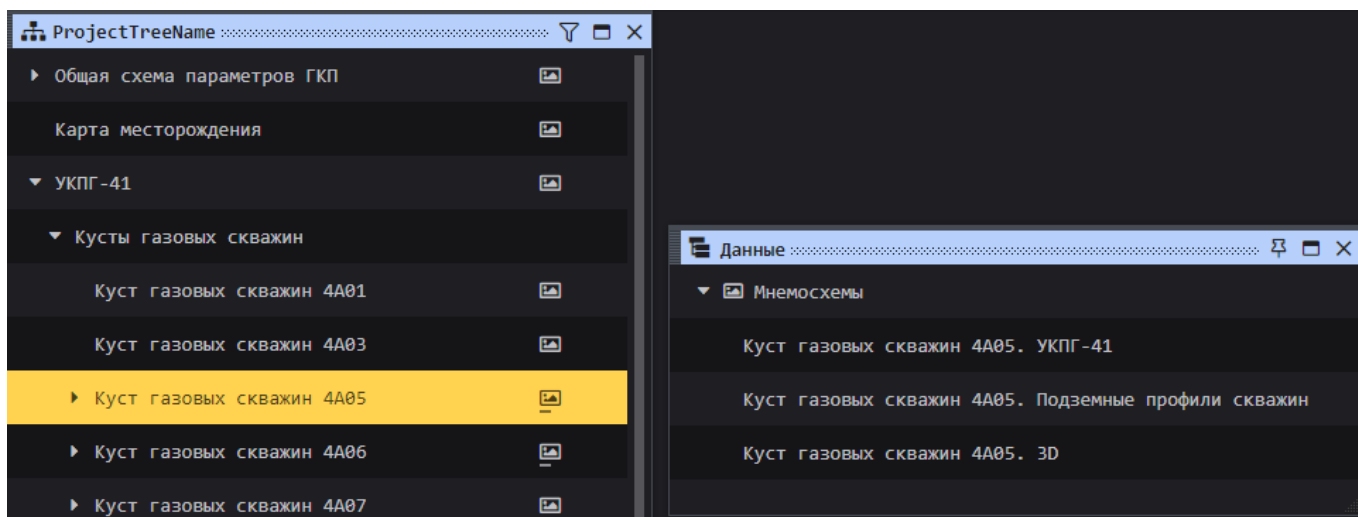 ProjectTreeName
Общая схема параметров ГКП
Карта месторождения
УКПГ-41
Кусты газовых скважин
Куст газовых скважин 4А01
Куст газовых скважин 4А03
Куст газовых скважин 4А05
Куст газовых скважин 4А06
Куст газовых скважин 4А07
Данные
Мнемосхемы
Куст газовых скважин 4А05. УКПГ-41
Куст газовых скважин 4А05. Подземные профили скважин
Куст газовых скважин 4А05. 3D